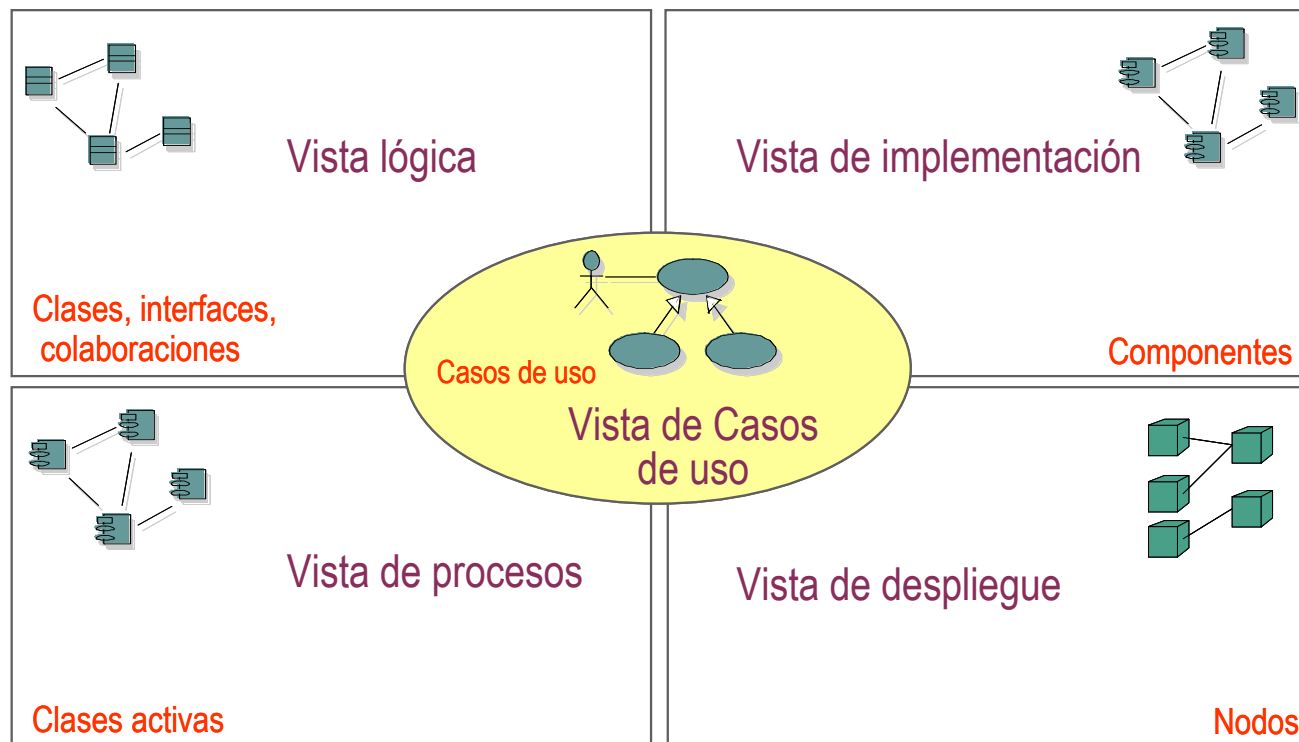 Vista lógica
Clases, interfaces,
colaboraciones
Vista de implementación
Componentes
Casos de uso
Vista de Casos
de uso
Vista de procesos
Clases activas
Vista de despliegue
Nodos